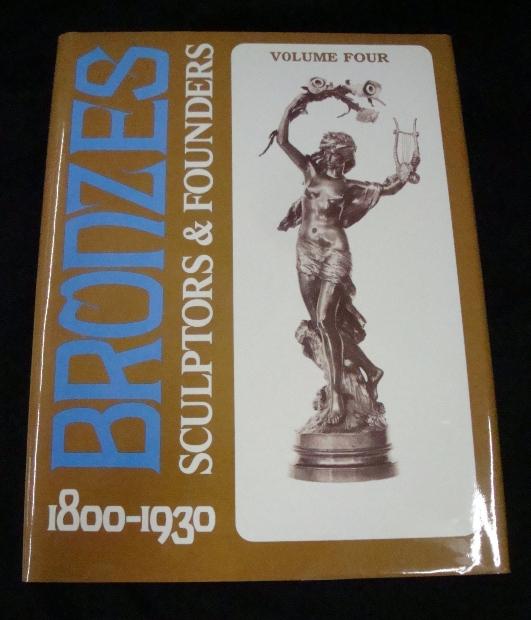 BRONZES
SCULPTORS & FOUNDERS
1800-1930
VOLUME FOUR